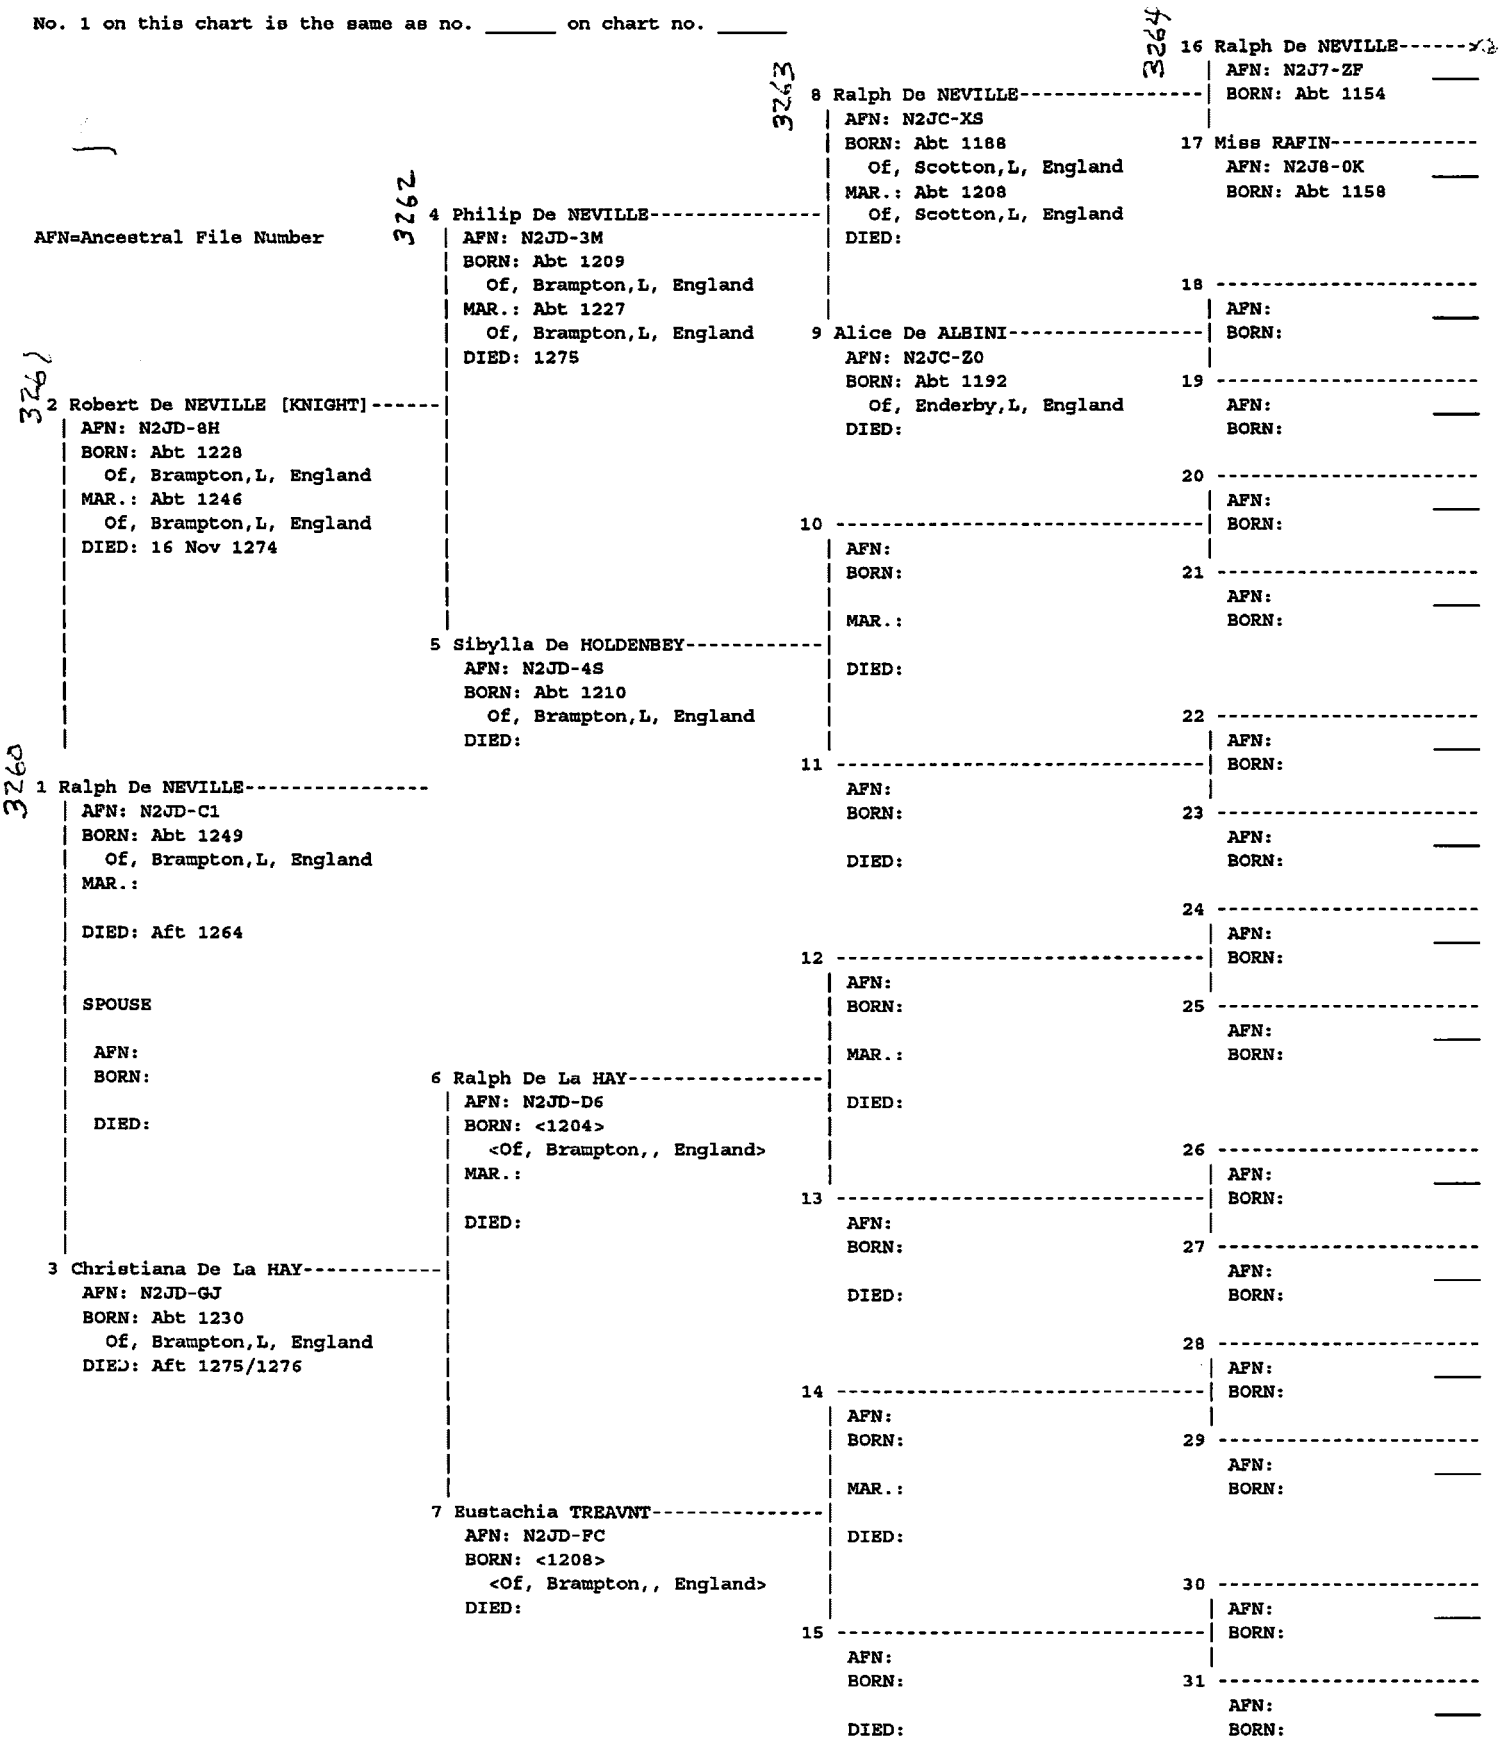 No. 1 on this chart is the same as no. ______ on chart no. ______
AFN=Ancestral File Number
3260
1 Ralph De NEVILLE----------------
AFN: N2JD-C1
BORN: Abt 1249
Of, Brampton,L, England
MAR.:
DIED: Aft 1264
SPOUSE
AFN:
BORN:
DIED:
3261
2 Robert De NEVILLE [KNIGHT]------
AFN: N2JD-8H
BORN: Abt 1228
Of, Brampton,L, England
MAR.: Abt 1246
Of, Brampton,L, England
DIED: 16 Nov 1274
3 Christiana De La HAY------------
AFN: N2JD-GJ
BORN: Abt 1230
Of, Brampton,L, England
DIED: Aft 1275/1276
3262
4 Philip De NEVILLE---------------
AFN: N2JD-3M
BORN: Abt 1209
Of, Brampton,L, England
MAR.: Abt 1227
Of, Brampton,L, England
DIED: 1275
5 Sibylla De HOLDENBEY------------
AFN: N2JD-4S
BORN: Abt 1210
Of, Brampton,L, England
DIED:
6 Ralph De La HAY-----------------
AFN: N2JD-D6
BORN: <1204>
<Of, Brampton,, England>
MAR.:
DIED:
7 Eustachia TREAVNT---------------
AFN: N2JD-FC
BORN: <1208>
<Of, Brampton,, England>
DIED:
3263
8 Ralph De NEVILLE----------------
AFN: N2JC-XS
BORN: Abt 1188
Of, Scotton,L, England
MAR.: Abt 1208
Of, Scotton,L, England
DIED:
9 Alice De ALBINI-----------------
AFN: N2JC-Z0
BORN: Abt 1192
Of, Enderby,L, England
DIED:
10 --------------------------------
AFN:
BORN:
MAR.:
DIED:
11 --------------------------------
AFN:
BORN:
DIED:
12 --------------------------------
AFN:
BORN:
MAR.:
DIED:
13 --------------------------------
AFN:
BORN:
DIED:
14 --------------------------------
AFN:
BORN:
MAR.:
DIED:
15 --------------------------------
AFN:
BORN:
DIED:
3264
16 Ralph De NEVILLE------
AFN: N2J7-ZF
BORN: Abt 1154
17 Miss RAFIN-------------
AFN: N2J8-0K
BORN: Abt 1158
18 -----------------------
AFN:
BORN:
19 -----------------------
AFN:
BORN:
20 -----------------------
AFN:
BORN:
21 -----------------------
AFN:
BORN:
22 -----------------------
AFN:
BORN:
23 -----------------------
AFN:
BORN:
24 -----------------------
AFN:
BORN:
25 -----------------------
AFN:
BORN:
26 -----------------------
AFN:
BORN:
27 -----------------------
AFN:
BORN:
28 -----------------------
AFN:
BORN:
29 -----------------------
AFN:
BORN:
30 -----------------------
AFN:
BORN:
31 -----------------------
AFN:
BORN: